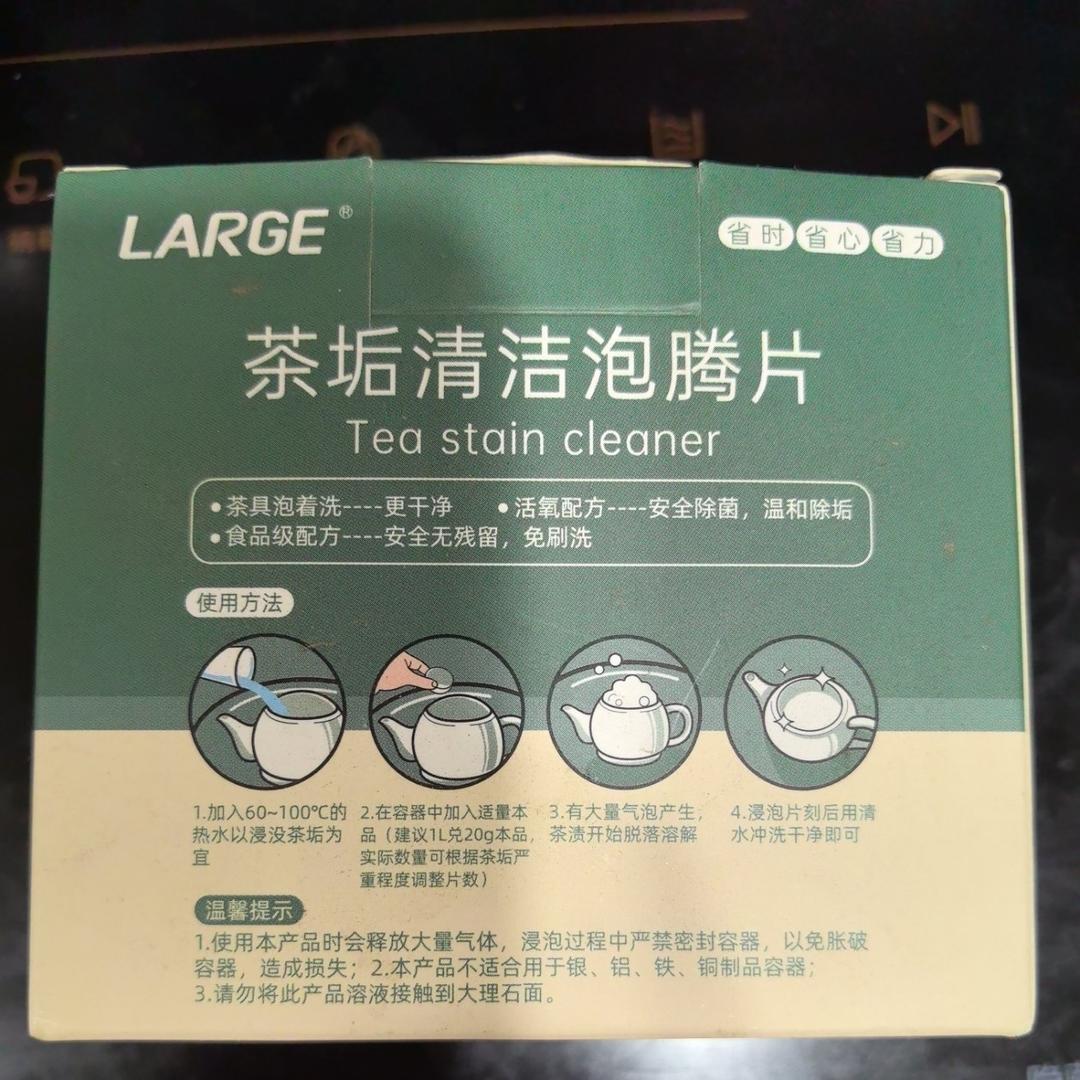 LARGE®
省时 省心 省力
茶垢清洁泡腾片
Tea stain cleaner
•茶具泡着洗----更干净 •活氧配方----安全除菌，温和除垢
•食品级配方----安全无残留，免刷洗
使用方法
1.加入60~100℃的
热水以浸没茶垢为
宜
2.在容器中加入适量本
品（建议1L兑20g本品，
实际数量可根据茶垢严
重程度调整片数）
3.有大量气泡产生，
茶渍开始脱落溶解
4.浸泡片刻后用清
水冲洗干净即可
温馨提示
1.使用本产品时会释放大量气体，浸泡过程中严禁密封容器，以免胀破
容器，造成损失；2.本产品不适合用于银、铝、铁、铜制品容器；
3.请勿将此产品溶液接触到大理石面。